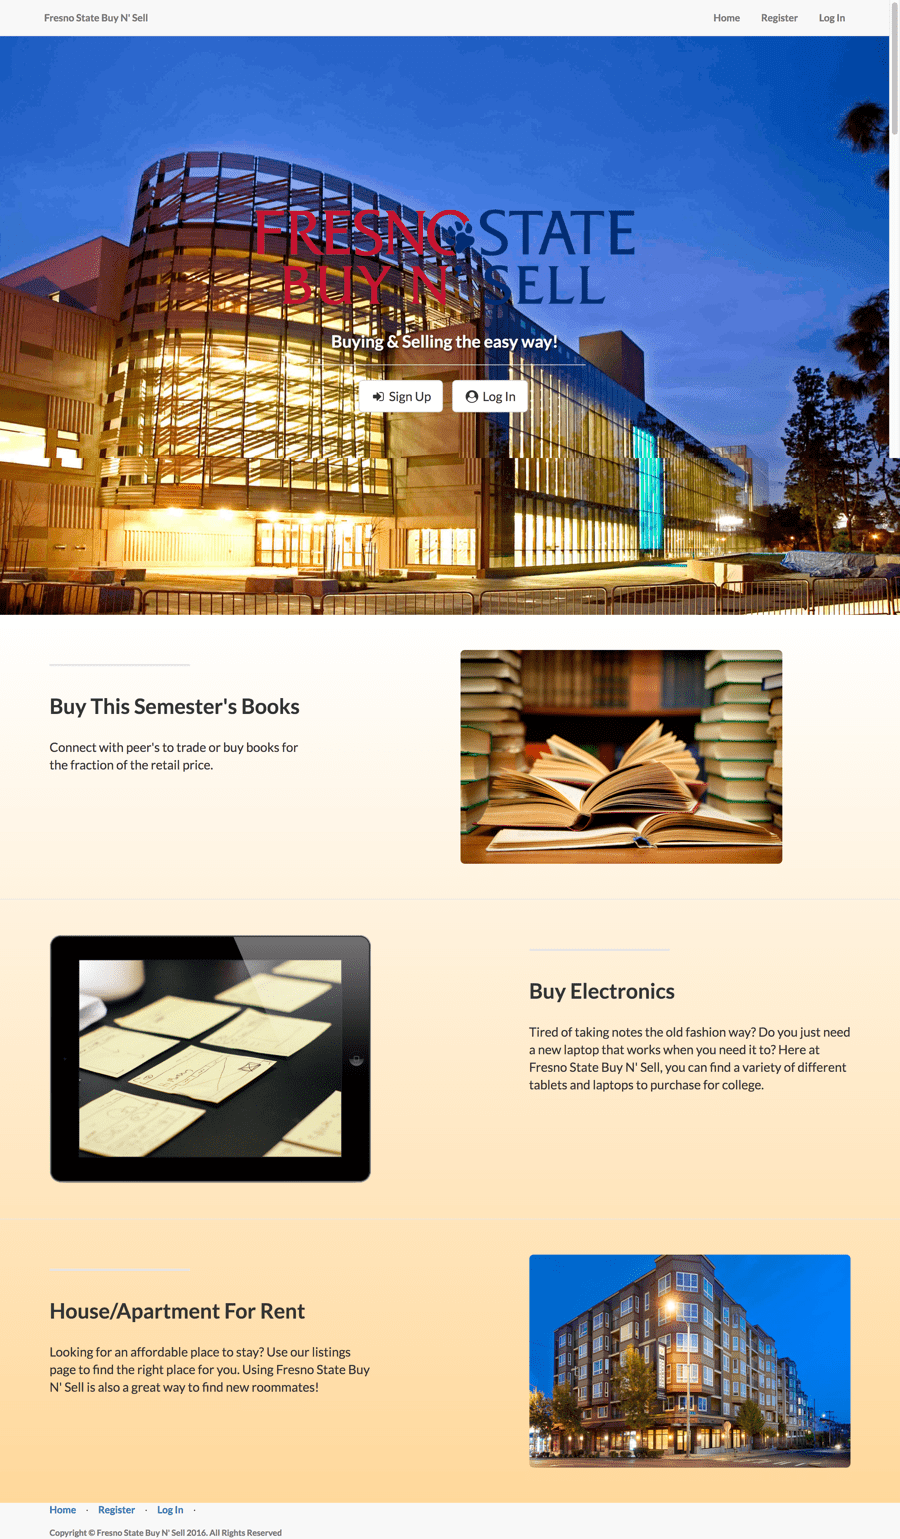 Fresno State Buy N' Sell
Home Register Log In
FRESNO STATE
BUY N' SELL
Buying & Selling the easy way!
Sign Up Log In
Buy This Semester's Books
Connect with peer's to trade or buy books for
the fraction of the retail price.
Buy Electronics
Tired of taking notes the old fashion way? Do you just need
a new laptop that works when you need it to? Here at
Fresno State Buy N' Sell, you can find a variety of different
tablets and laptops to purchase for college.
House/Apartment For Rent
Looking for an affordable place to stay? Use our listings
page to find the right place for you. Using Fresno State Buy
N' Sell is also a great way to find new roommates!
Home · Register · Log In ·
Copyright © Fresno State Buy N' Sell 2016. All Rights Reserved